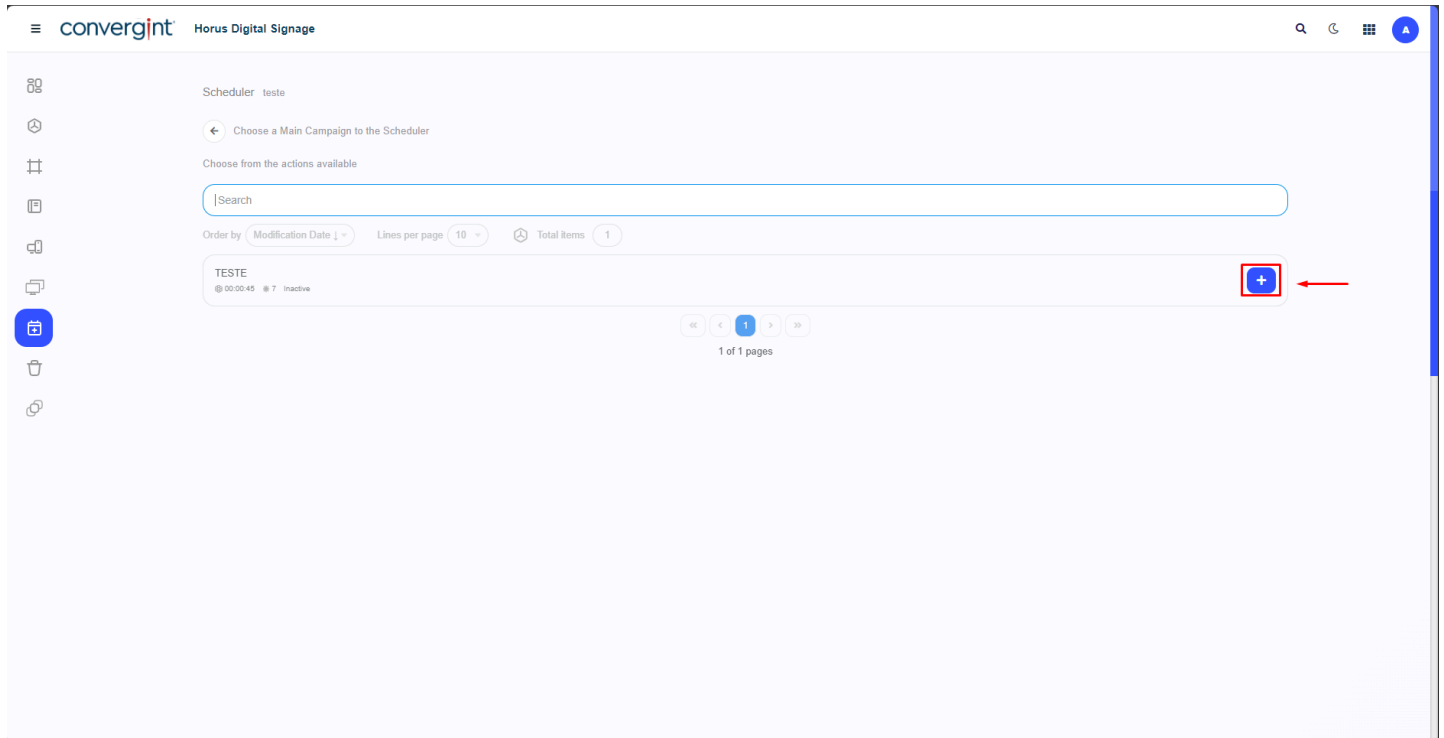 convergint Horus Digital Signage A
Scheduler teste
Choose a Main Campaign to the Scheduler
Choose from the actions available
Search
Order by Modification Date ↓ Lines per page 10 Total items 1
TESTE
00:00:45 7 Inactive
« ‹ 1 › »
1 of 1 pages